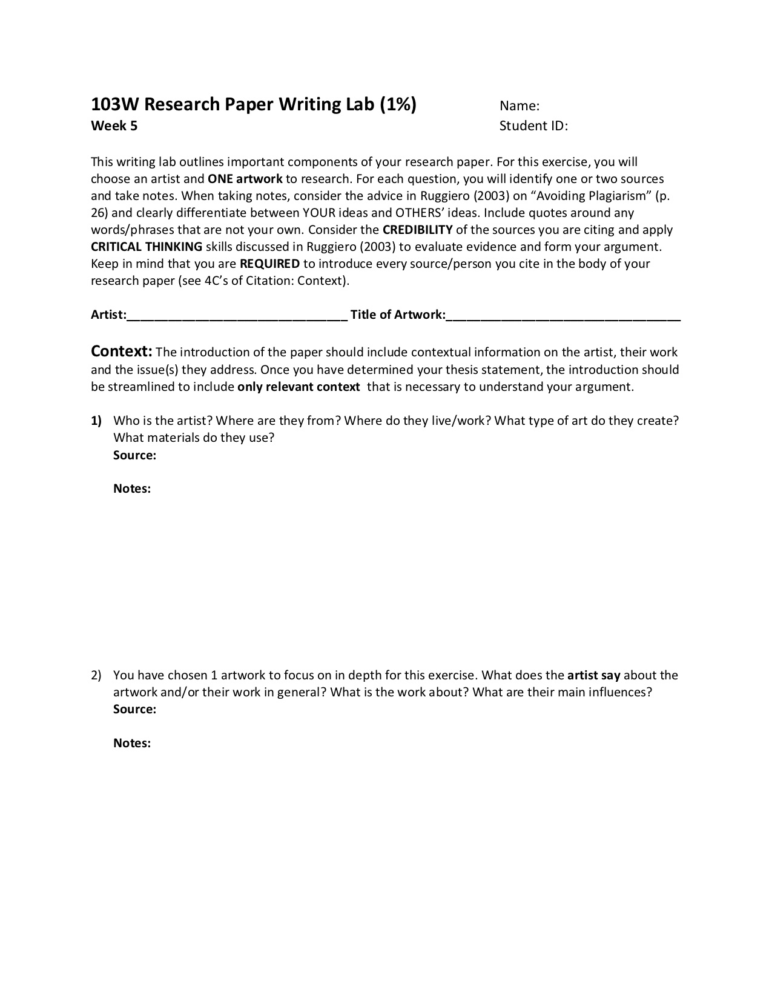 103W Research Paper Writing Lab (1%) Name:
Week 5 Student ID:
This writing lab outlines important components of your research paper. For this exercise, you will
choose an artist and ONE artwork to research. For each question, you will identify one or two sources
and take notes. When taking notes, consider the advice in Ruggiero (2003) on “Avoiding Plagiarism” (p.
26) and clearly differentiate between YOUR ideas and OTHERS’ ideas. Include quotes around any
words/phrases that are not your own. Consider the CREDIBILITY of the sources you are citing and apply
CRITICAL THINKING skills discussed in Ruggiero (2003) to evaluate evidence and form your argument.
Keep in mind that you are REQUIRED to introduce every source/person you cite in the body of your
research paper (see 4C’s of Citation: Context).
Artist:________________________________ Title of Artwork:__________________________________
Context: The introduction of the paper should include contextual information on the artist, their work
and the issue(s) they address. Once you have determined your thesis statement, the introduction should
be streamlined to include only relevant context that is necessary to understand your argument.
1) Who is the artist? Where are they from? Where do they live/work? What type of art do they create?
What materials do they use?
Source:
Notes:
2) You have chosen 1 artwork to focus on in depth for this exercise. What does the artist say about the
artwork and/or their work in general? What is the work about? What are their main influences?
Source:
Notes: